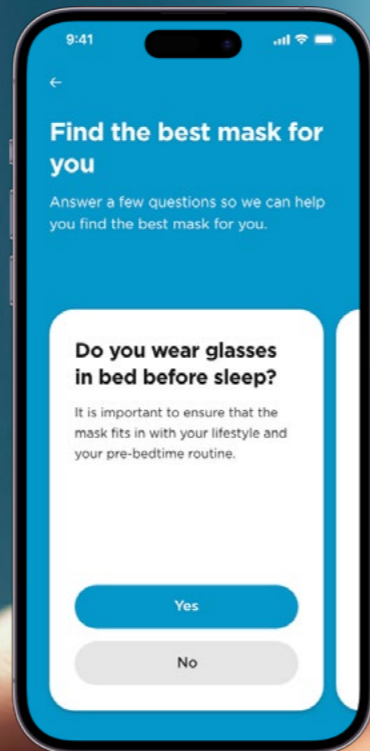 9:41
Find the best mask for
you
Answer a few questions so we can help
you find the best mask for you.
Do you wear glasses
in bed before sleep?
It is important to ensure that the
mask fits in with your lifestyle and
your pre-bedtime routine.
Yes
No